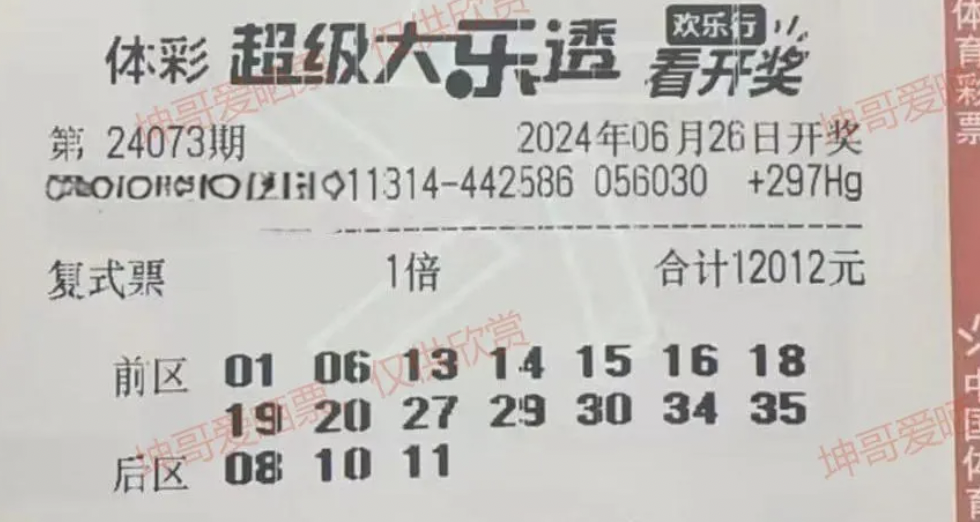 体彩 超级大乐透 欢乐行 看开奖
第 24073期 2024年06月26日开奖
11314-442586 056030 +297Hg
复式票 1倍 合计12012元
前区 01 06 13 14 15 16 18
19 20 27 29 30 34 35
后区 08 10 11
坤哥爱晒票 仅供欣赏
坤哥爱晒票 仅供欣赏
坤哥爱
坤哥爱晒
体育彩票
中国体育